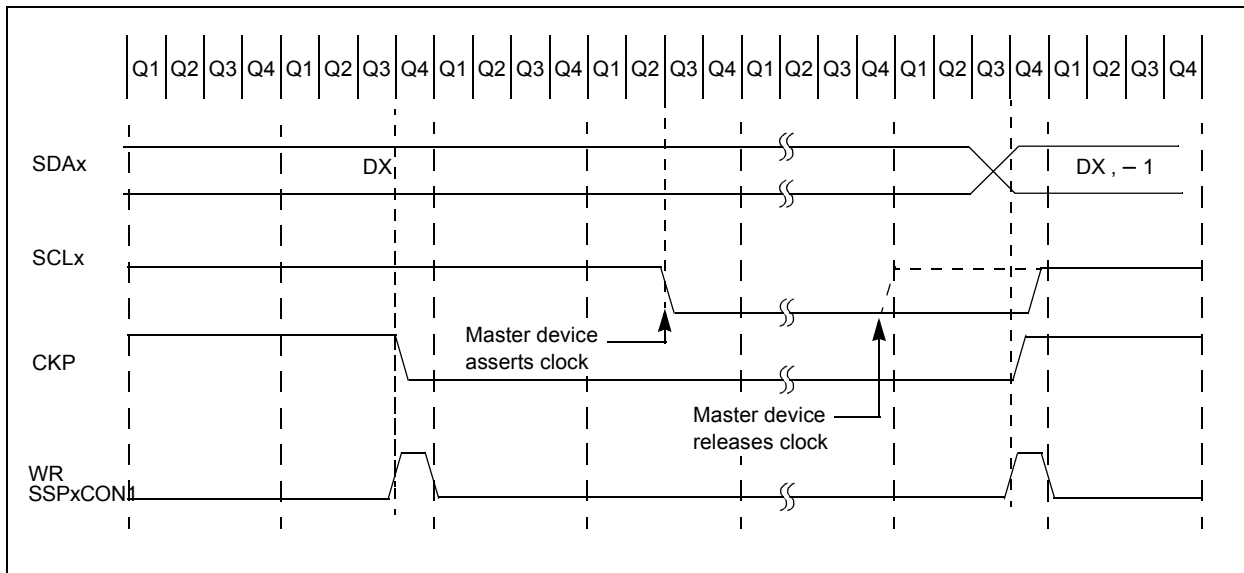 Q1 Q2 Q3 Q4 Q1 Q2 Q3 Q4 Q1 Q2 Q3 Q4 Q1 Q2 Q3 Q4 Q1 Q2 Q3 Q4 Q1 Q2 Q3 Q4 Q1 Q2 Q3 Q4
SDAx
DX
DX , – 1
SCLx
Master device
asserts clock
CKP
Master device
releases clock
WR
SSPxCON1